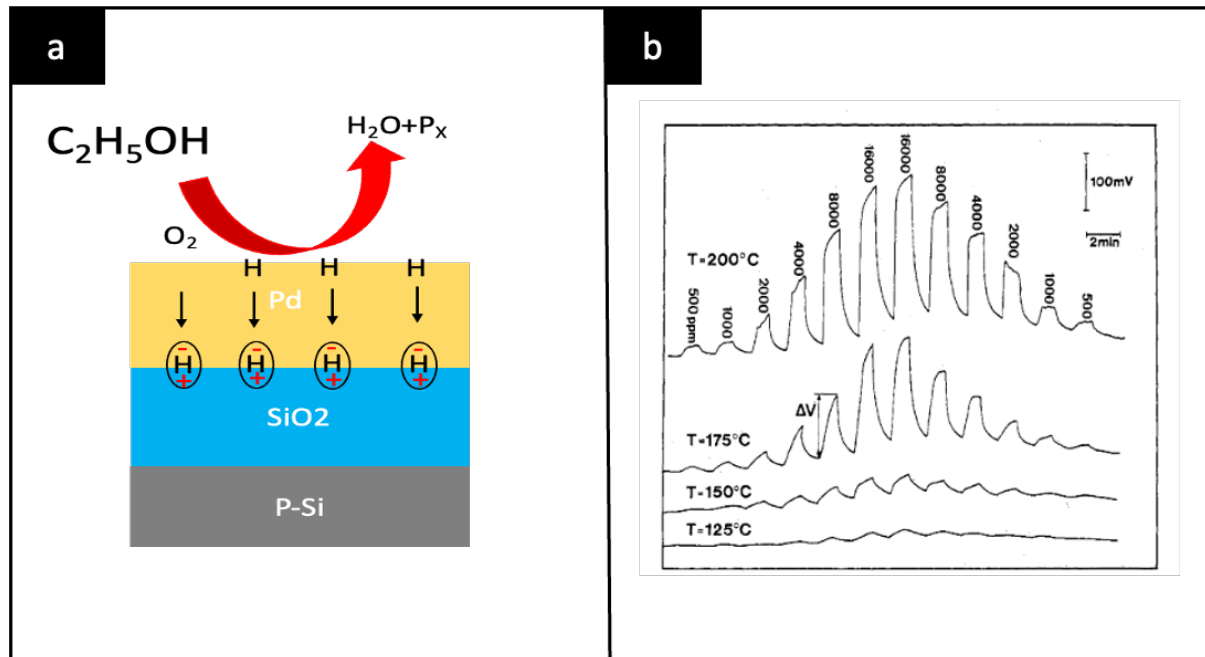 a
C₂H₅OH
H₂O+Pₓ
O₂
H H H
Pd
- - - -
H H H H
+ + + +
SiO2
P-Si
b
100mV
2min
T=200°C
500 ppm
1000
2000
4000
8000
16000
16000
8000
4000
2000
1000
500
ΔV
T=175°C
T=150°C
T=125°C